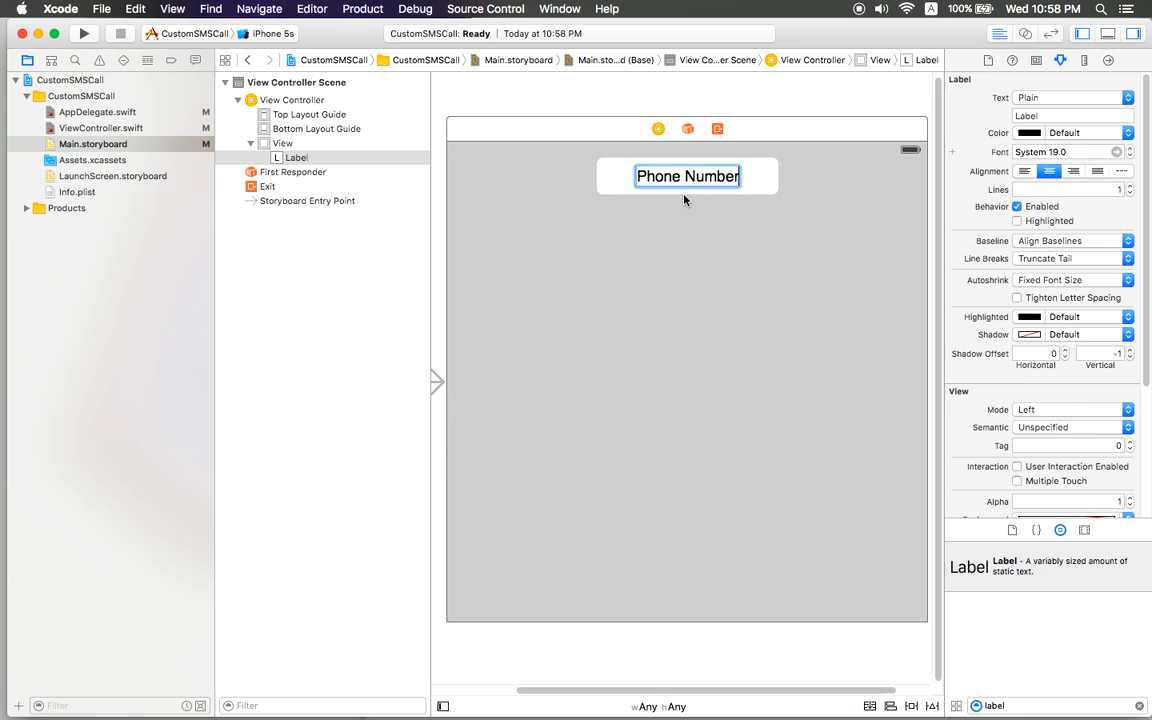 Xcode File Edit View Find Navigate Editor Product Debug Source Control Window Help A 100% Wed 10:58 PM
CustomSMSCall iPhone 5s CustomSMSCall: Ready Today at 10:58 PM
CustomSMSCall CustomSMSCall Main.storyboard Main.sto...d (Base) View Co...er Scene View Controller View L Label
CustomSMSCall
CustomSMSCall
AppDelegate.swift M
ViewController.swift M
Main.storyboard M
Assets.xcassets
LaunchScreen.storyboard
Info.plist
Products
View Controller Scene
View Controller
Top Layout Guide
Bottom Layout Guide
View
L Label
First Responder
Exit
Storyboard Entry Point
Phone Number
Label
Text Plain
Label
Color Default
Font System 19.0
Alignment
Lines 1
Behavior Enabled
Highlighted
Baseline Align Baselines
Line Breaks Truncate Tail
Autoshrink Fixed Font Size
Tighten Letter Spacing
Highlighted Default
Shadow Default
Shadow Offset 0 -1
Horizontal Vertical
View
Mode Left
Semantic Unspecified
Tag 0
Interaction User Interaction Enabled
Multiple Touch
Alpha 1
Label Label - A variably sized amount of
static text.
Filter Filter wAny hAny label